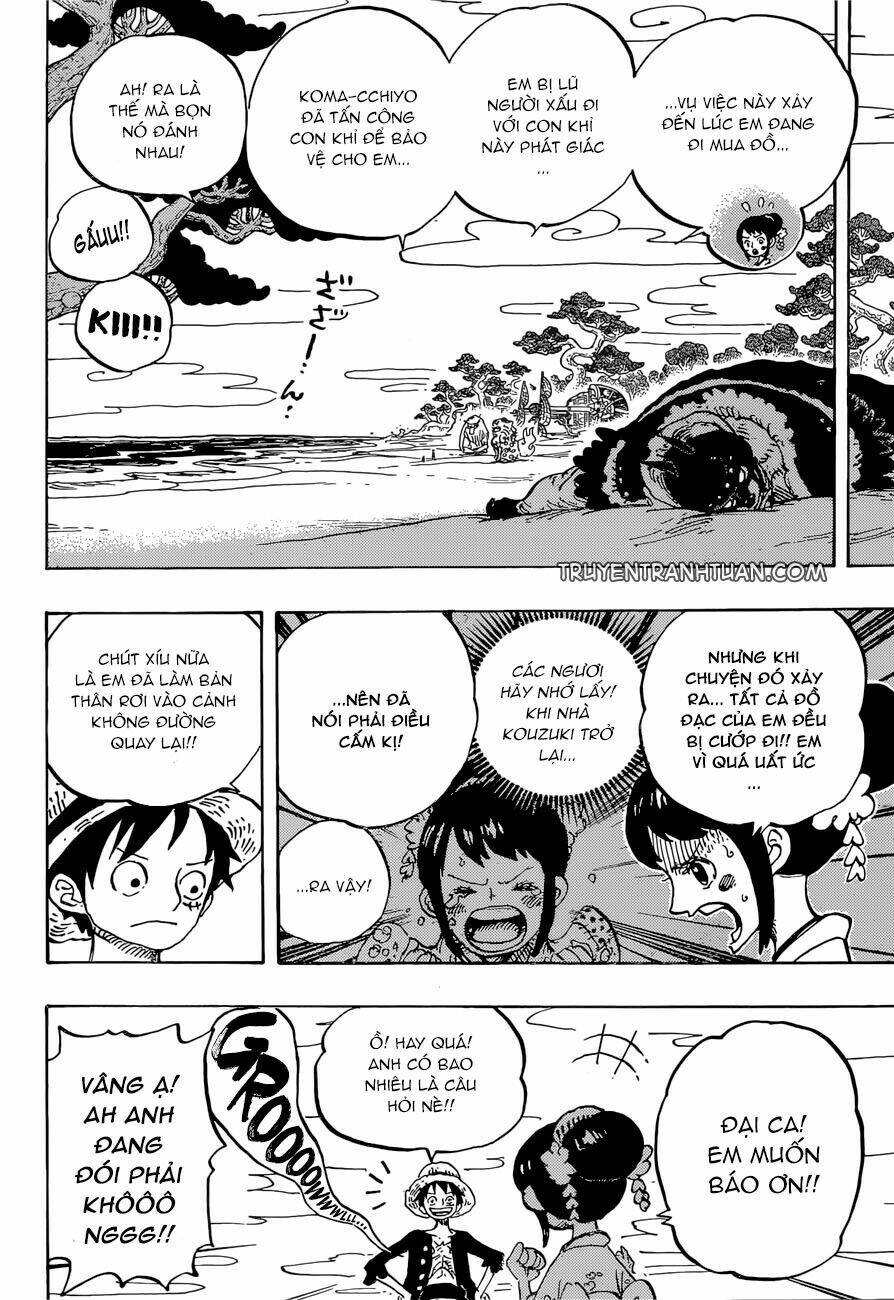 ...VỤ VIỆC NÀY XẢY
ĐẾN LÚC EM ĐANG
ĐI MUA ĐỒ...
EM BỊ LŨ
NGƯỜI XẤU ĐI
VỚI CON KHỈ
NÀY PHÁT GIÁC
...
KOMA-CCHIYO
ĐÃ TẤN CÔNG
CON KHỈ ĐỂ BẢO
VỆ CHO EM...
AH! RA LÀ
THẾ MÀ BỌN
NÓ ĐÁNH
NHAU!
GẤUU!!
KIII!!
ざざーん..
TRUYENTRANHTUAN.COM
NHƯNG KHI
CHUYỆN ĐÓ XẢY
RA... TẤT CẢ ĐỒ
ĐẠC CỦA EM ĐỀU
BỊ CƯỚP ĐI!! EM
VÌ QUÁ UẤT ỨC
...
CÁC NGƯƠI
HÃY NHỚ LẤY!
KHI NHÀ
KOUZUKI TRỞ
LẠI...
...NÊN ĐÃ
NÓI PHẢI ĐIỀU
CẤM KỊ!
...RA VẬY!
CHÚT XÍU NỮA
LÀ EM ĐÃ LÀM BẢN
THÂN RƠI VÀO CẢNH
KHÔNG ĐƯỜNG
QUAY LẠI!!
ĐẠI CA!
EM MUỐN
BÁO ƠN!!
Ồ! HAY QUÁ!
ANH CÓ BAO
NHIÊU LÀ CÂU
HỎI NÈ!!
GROOOOWWWLLL...
VÂNG Ạ!
AH ANH
ĐANG
ĐÓI PHẢI
KHÔÔÔ
NGGG!!